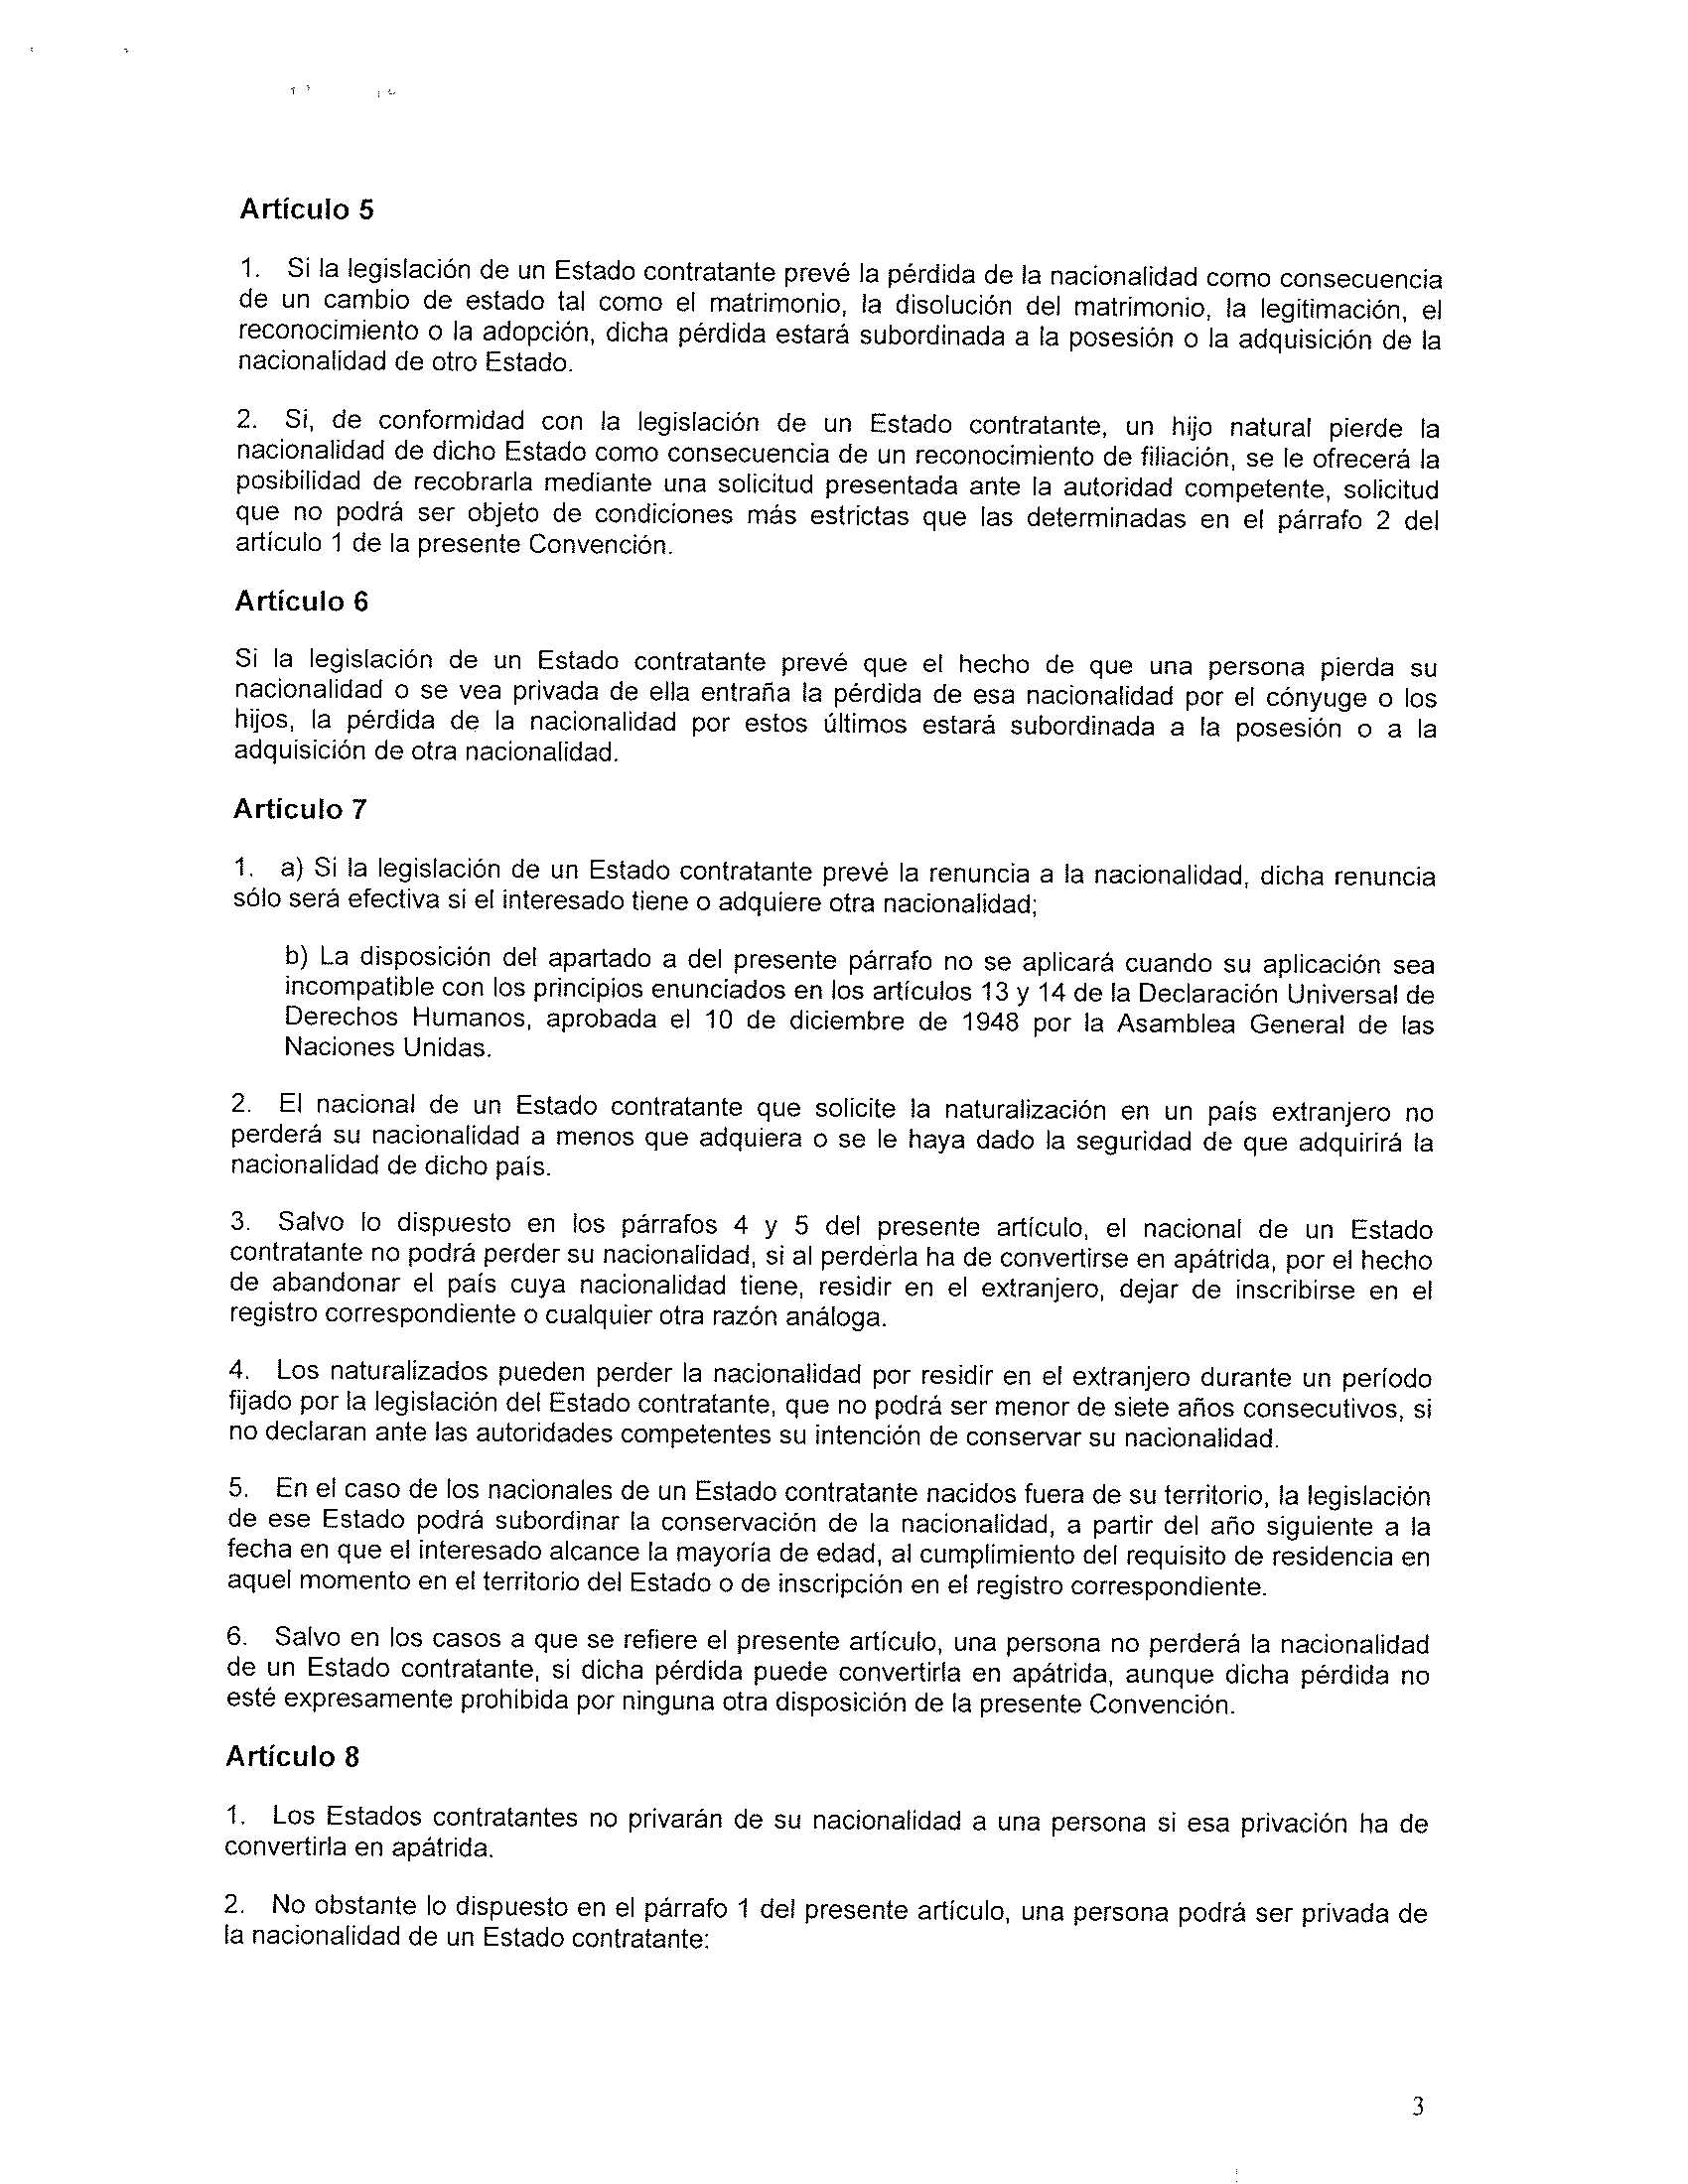 Artículo 5
1. Si la legislación de un Estado contratante prevé la pérdida de la nacionalidad como consecuencia
de un cambio de estado tal como el matrimonio, la disolución del matrimonio, la legitimación, el
reconocimiento o la adopción, dicha pérdida estará subordinada a la posesión o la adquisición de la
nacionalidad de otro Estado.
2. Si, de conformidad con la legislación de un Estado contratante, un hijo natural pierde la
nacionalidad de dicho Estado como consecuencia de un reconocimiento de filiación, se le ofrecerá la
posibilidad de recobrarla mediante una solicitud presentada ante la autoridad competente, solicitud
que no podrá ser objeto de condiciones más estrictas que las determinadas en el párrafo 2 del
artículo 1 de la presente Convención.
Artículo 6
Si la legislación de un Estado contratante prevé que el hecho de que una persona pierda su
nacionalidad o se vea privada de ella entraña la pérdida de esa nacionalidad por el cónyuge o los
hijos, la pérdida de la nacionalidad por estos últimos estará subordinada a la posesión o a la
adquisición de otra nacionalidad.
Artículo 7
1. a) Si la legislación de un Estado contratante prevé la renuncia a la nacionalidad, dicha renuncia
sólo será efectiva si el interesado tiene o adquiere otra nacionalidad;
b) La disposición del apartado a del presente párrafo no se aplicará cuando su aplicación sea
incompatible con los principios enunciados en los artículos 13 y 14 de la Declaración Universal de
Derechos Humanos, aprobada el 10 de diciembre de 1948 por la Asamblea General de las
Naciones Unidas.
2. El nacional de un Estado contratante que solicite la naturalización en un país extranjero no
perderá su nacionalidad a menos que adquiera o se le haya dado la seguridad de que adquirirá la
nacionalidad de dicho país.
3. Salvo lo dispuesto en los párrafos 4 y 5 del presente artículo, el nacional de un Estado
contratante no podrá perder su nacionalidad, si al perderla ha de convertirse en apátrida, por el hecho
de abandonar el país cuya nacionalidad tiene, residir en el extranjero, dejar de inscribirse en el
registro correspondiente o cualquier otra razón análoga.
4. Los naturalizados pueden perder la nacionalidad por residir en el extranjero durante un período
fijado por la legislación del Estado contratante, que no podrá ser menor de siete años consecutivos, si
no declaran ante las autoridades competentes su intención de conservar su nacionalidad.
5. En el caso de los nacionales de un Estado contratante nacidos fuera de su territorio, la legislación
de ese Estado podrá subordinar la conservación de la nacionalidad, a partir del año siguiente a la
fecha en que el interesado alcance la mayoría de edad, al cumplimiento del requisito de residencia en
aquel momento en el territorio del Estado o de inscripción en el registro correspondiente.
6. Salvo en los casos a que se refiere el presente artículo, una persona no perderá la nacionalidad
de un Estado contratante, si dicha pérdida puede convertirla en apátrida, aunque dicha pérdida no
esté expresamente prohibida por ninguna otra disposición de la presente Convención.
Artículo 8
1. Los Estados contratantes no privarán de su nacionalidad a una persona si esa privación ha de
convertirla en apátrida.
2. No obstante lo dispuesto en el párrafo 1 del presente artículo, una persona podrá ser privada de
la nacionalidad de un Estado contratante:
3